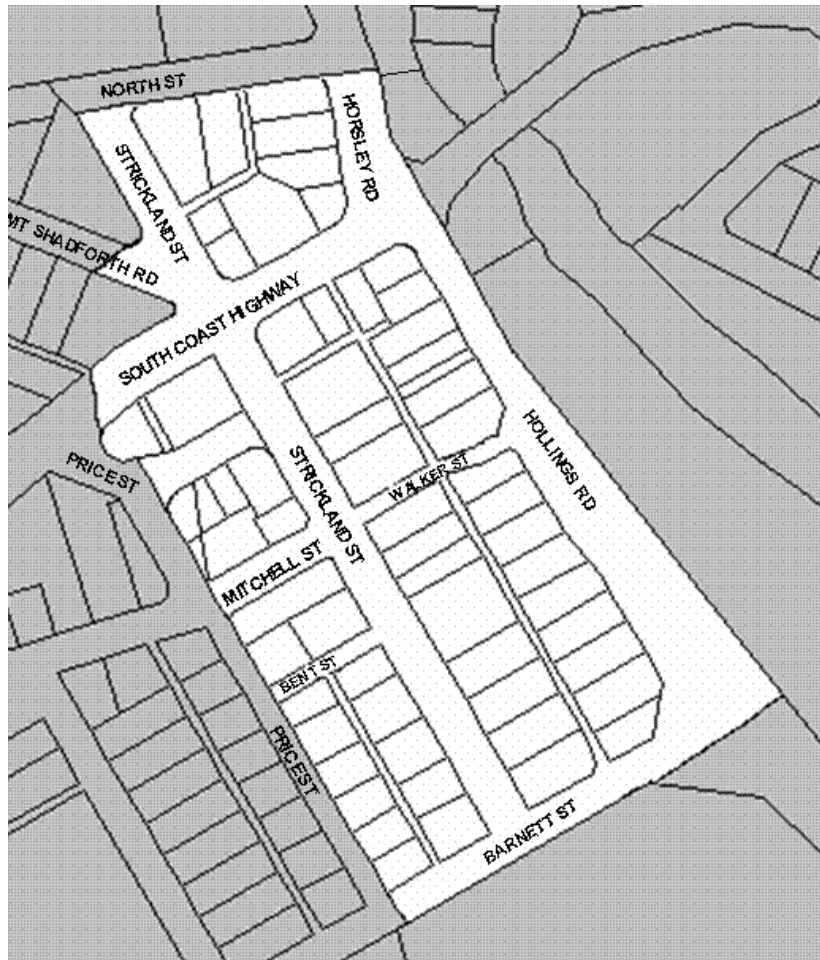 NORTH ST
HORSLEY RD
STRICKLAND ST
MT SHADFORTH RD
SOUTH COAST HIGHWAY
HOLLINGS RD
PRICE ST
STRICKLAND ST
WALKER ST
MITCHELL ST
BENT ST
PRICE ST
BARNETT ST